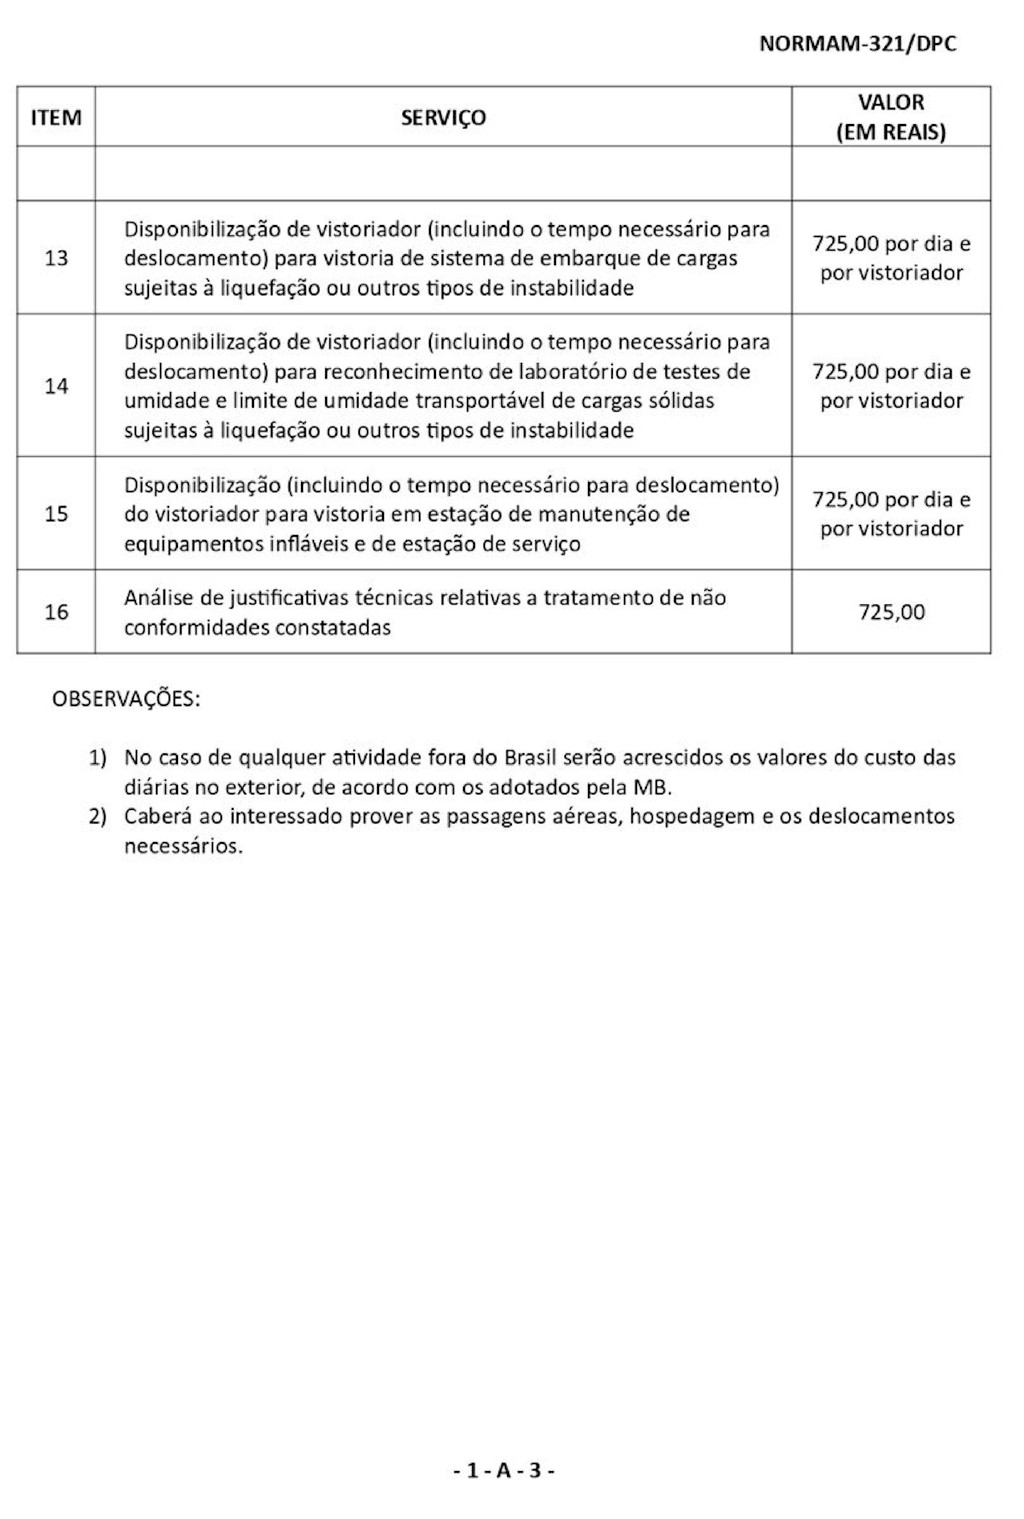 NORMAM-321/DPC
ITEM
SERVIÇO
VALOR
(EM REAIS)
13
Disponibilização de vistoriador (incluindo o tempo necessário para
deslocamento) para vistoria de sistema de embarque de cargas
sujeitas à liquefação ou outros tipos de instabilidade
725,00 por dia e
por vistoriador
14
Disponibilização de vistoriador (incluindo o tempo necessário para
deslocamento) para reconhecimento de laboratório de testes de
umidade e limite de umidade transportável de cargas sólidas
sujeitas à liquefação ou outros tipos de instabilidade
725,00 por dia e
por vistoriador
15
Disponibilização (incluindo o tempo necessário para deslocamento)
do vistoriador para vistoria em estação de manutenção de
equipamentos infláveis e de estação de serviço
725,00 por dia e
por vistoriador
16
Análise de justificativas técnicas relativas a tratamento de não
conformidades constatadas
725,00
OBSERVAÇÕES:
1) No caso de qualquer atividade fora do Brasil serão acrescidos os valores do custo das
diárias no exterior, de acordo com os adotados pela MB.
2) Caberá ao interessado prover as passagens aéreas, hospedagem e os deslocamentos
necessários.
- 1 - A - 3 -